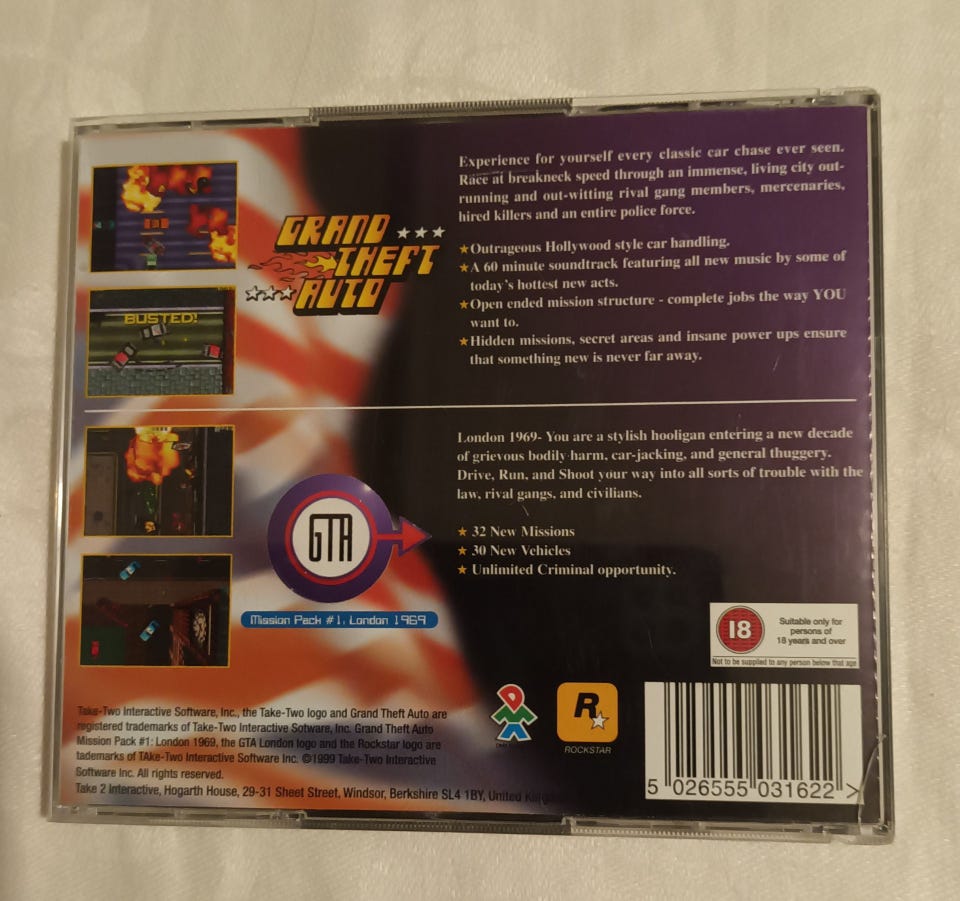 Experience for yourself every classic car chase ever seen.
Race at breakneck speed through an immense, living city out-
running and out-witting rival gang members, mercenaries,
hired killers and an entire police force.
GRAND
THEFT
AUTO
★Outrageous Hollywood style car handling.
★A 60 minute soundtrack featuring all new music by some of
today's hottest new acts.
★Open ended mission structure - complete jobs the way YOU
want to.
★Hidden missions, secret areas and insane power ups ensure
that something new is never far away.
BUSTED!
London 1969- You are a stylish hooligan entering a new decade
of grievous bodily harm, car-jacking, and general thuggery.
Drive, Run, and Shoot your way into all sorts of trouble with the
law, rival gangs, and civilians.
★ 32 New Missions
★ 30 New Vehicles
★ Unlimited Criminal opportunity.
GTA
Mission Pack #1: London 1969
18
Suitable only for
persons of
18 years and over
Not to be supplied to any person below that age
Take-Two Interactive Software, Inc., the Take-Two logo and Grand Theft Auto are
registered trademarks of Take-Two Interactive Sotware, Inc. Grand Theft Auto
Mission Pack #1: London 1969, the GTA London logo and the Rockstar logo are
tademarks of TAke-Two Interactive Software Inc. ©1999 Take-Two Interactive
Software Inc. All rights reserved.
Take 2 Interactive, Hogarth House, 29-31 Sheet Street, Windsor, Berkshire SL4 1BY, United
DMA
R
ROCKSTAR
5 026555 031622 >